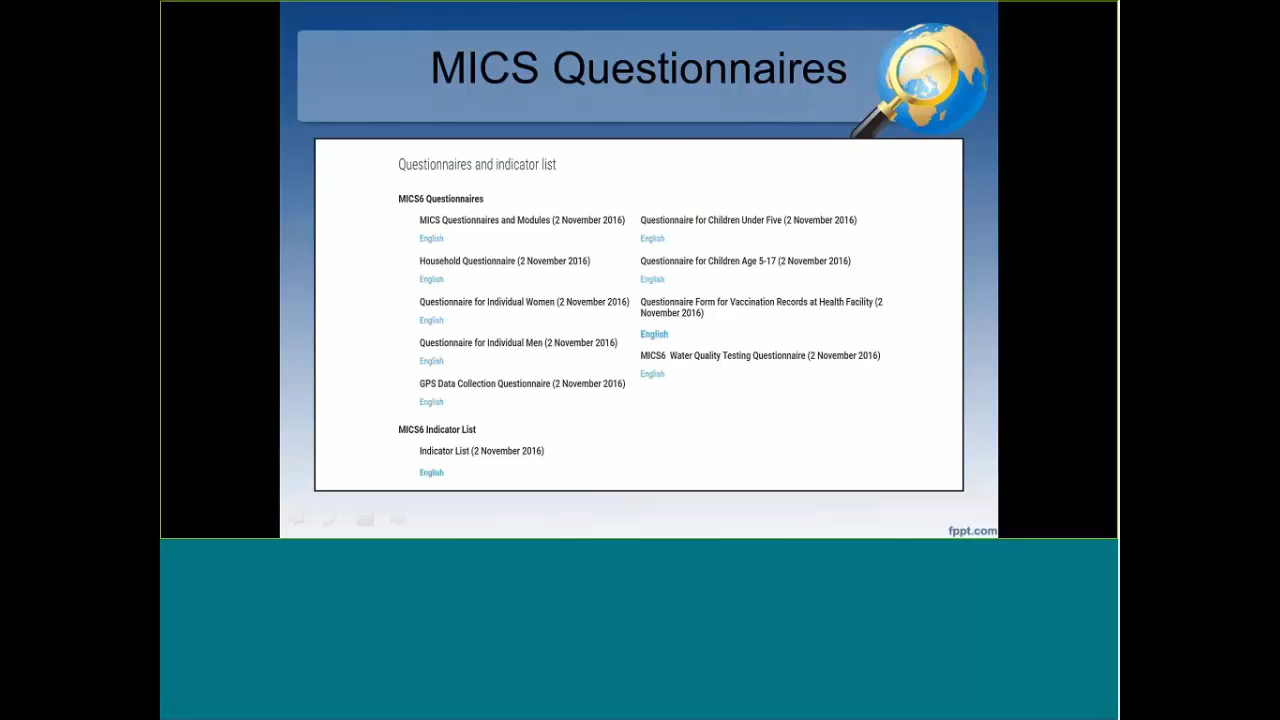 MICS Questionnaires
Questionnaires and indicator list
MICS6 Questionnaires
MICS Questionnaires and Modules (2 November 2016)
English
Household Questionnaire (2 November 2016)
English
Questionnaire for Individual Women (2 November 2016)
English
Questionnaire for Individual Men (2 November 2016)
English
GPS Data Collection Questionnaire (2 November 2016)
English
Questionnaire for Children Under Five (2 November 2016)
English
Questionnaire for Children Age 5-17 (2 November 2016)
English
Questionnaire Form for Vaccination Records at Health Facility (2
November 2016)
English
MICS6 Water Quality Testing Questionnaire (2 November 2016)
English
MICS6 Indicator List
Indicator List (2 November 2016)
English
fppt.com